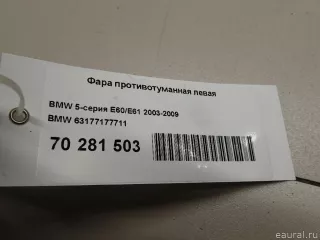 Фара противотуманная левая
BMW 5-серия E60/E61 2003-2009
BMW 63177177711
70 281 503
eaural.ru